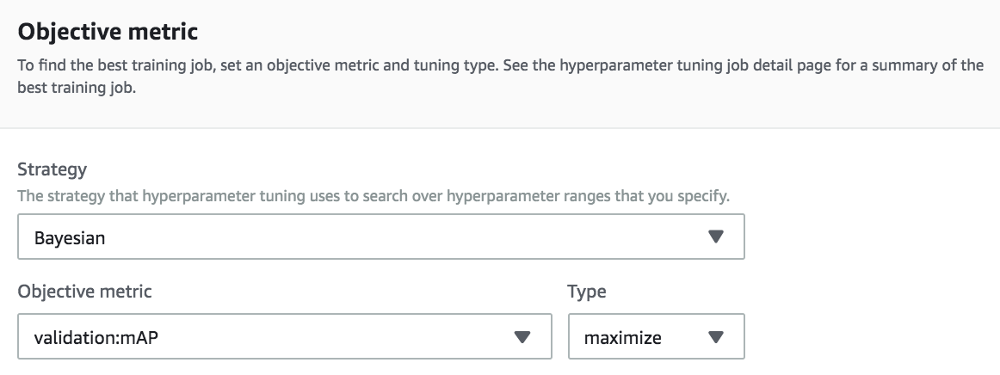 Objective metric
To find the best training job, set an objective metric and tuning type. See the hyperparameter tuning job detail page for a summary of the
best training job.
Strategy
The strategy that hyperparameter tuning uses to search over hyperparameter ranges that you specify.
Bayesian
Objective metric
Type
validation:mAP
maximize